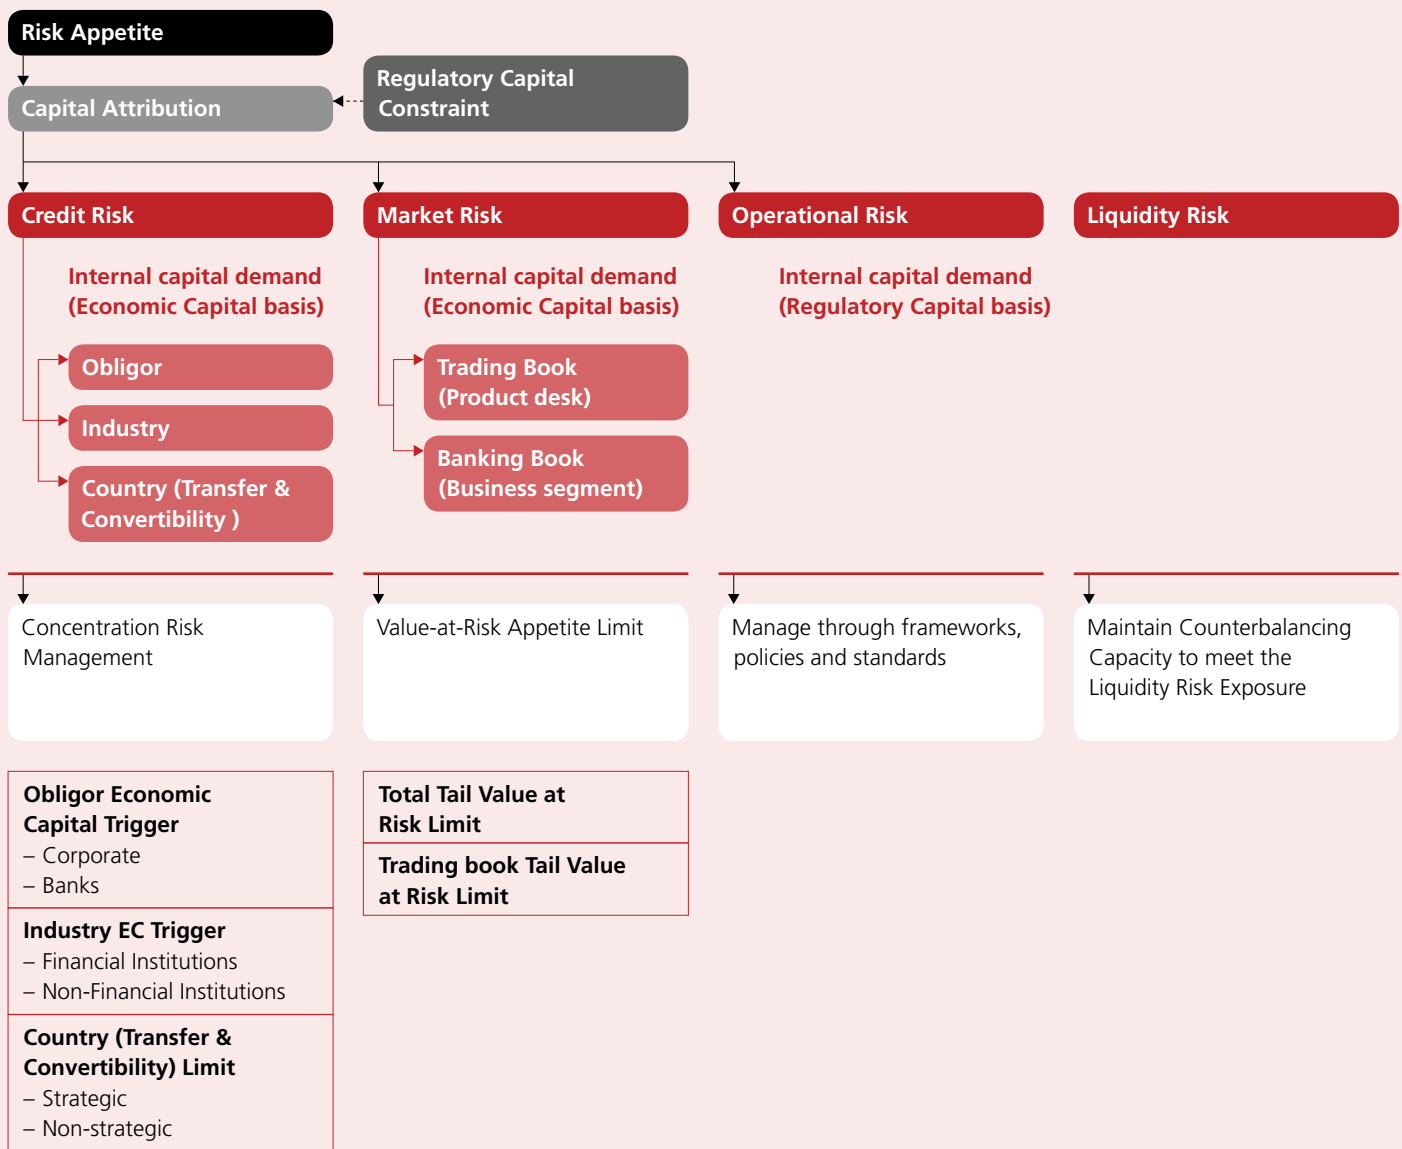 Risk Appetite
Capital Attribution
Regulatory Capital
Constraint
Credit Risk
Internal capital demand
(Economic Capital basis)
Obligor
Industry
Country (Transfer &
Convertibility )
Market Risk
Internal capital demand
(Economic Capital basis)
Trading Book
(Product desk)
Banking Book
(Business segment)
Operational Risk
Internal capital demand
(Regulatory Capital basis)
Liquidity Risk
Concentration Risk
Management
Value-at-Risk Appetite Limit
Manage through frameworks,
policies and standards
Maintain Counterbalancing
Capacity to meet the
Liquidity Risk Exposure
Obligor Economic
Capital Trigger
– Corporate
– Banks
Industry EC Trigger
– Financial Institutions
– Non-Financial Institutions
Country (Transfer &
Convertibility) Limit
– Strategic
– Non-strategic
Total Tail Value at
Risk Limit
Trading book Tail Value
at Risk Limit